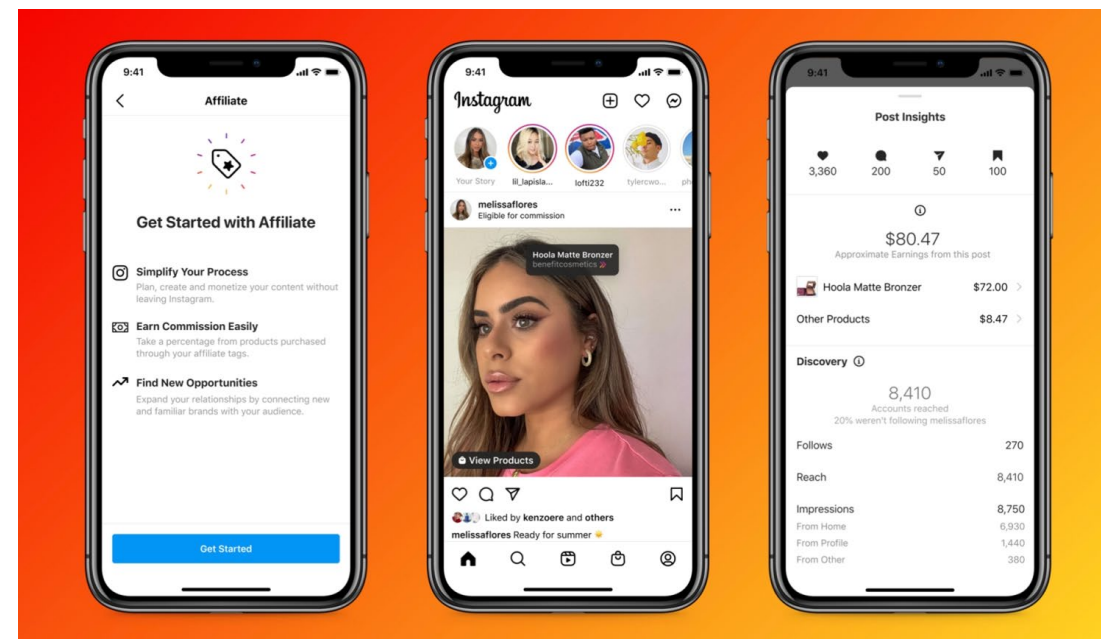 9:41
Affiliate
Get Started with Affiliate
Simplify Your Process
Plan, create and monetize your content without
leaving Instagram.
Earn Commission Easily
Take a percentage from products purchased
through your affiliate tags.
Find New Opportunities
Expand your relationships by connecting new
and familiar brands with your audience.
Get Started
9:41
Instagram
Your Story
lil_lapisla...
lofti232
tylercwo...
ph
melissaflores
Eligible for commission
Hoola Matte Bronzer
benefitcosmetics
View Products
Liked by kenzoere and others
melissaflores Ready for summer
9:41
Post Insights
3,360
200
50
100
$80.47
Approximate Earnings from this post
Hoola Matte Bronzer $72.00
Other Products $8.47
Discovery
8,410
Accounts reached
20% weren't following melissaflores
Follows 270
Reach 8,410
Impressions 8,750
From Home 6,930
From Profile 1,440
From Other 380